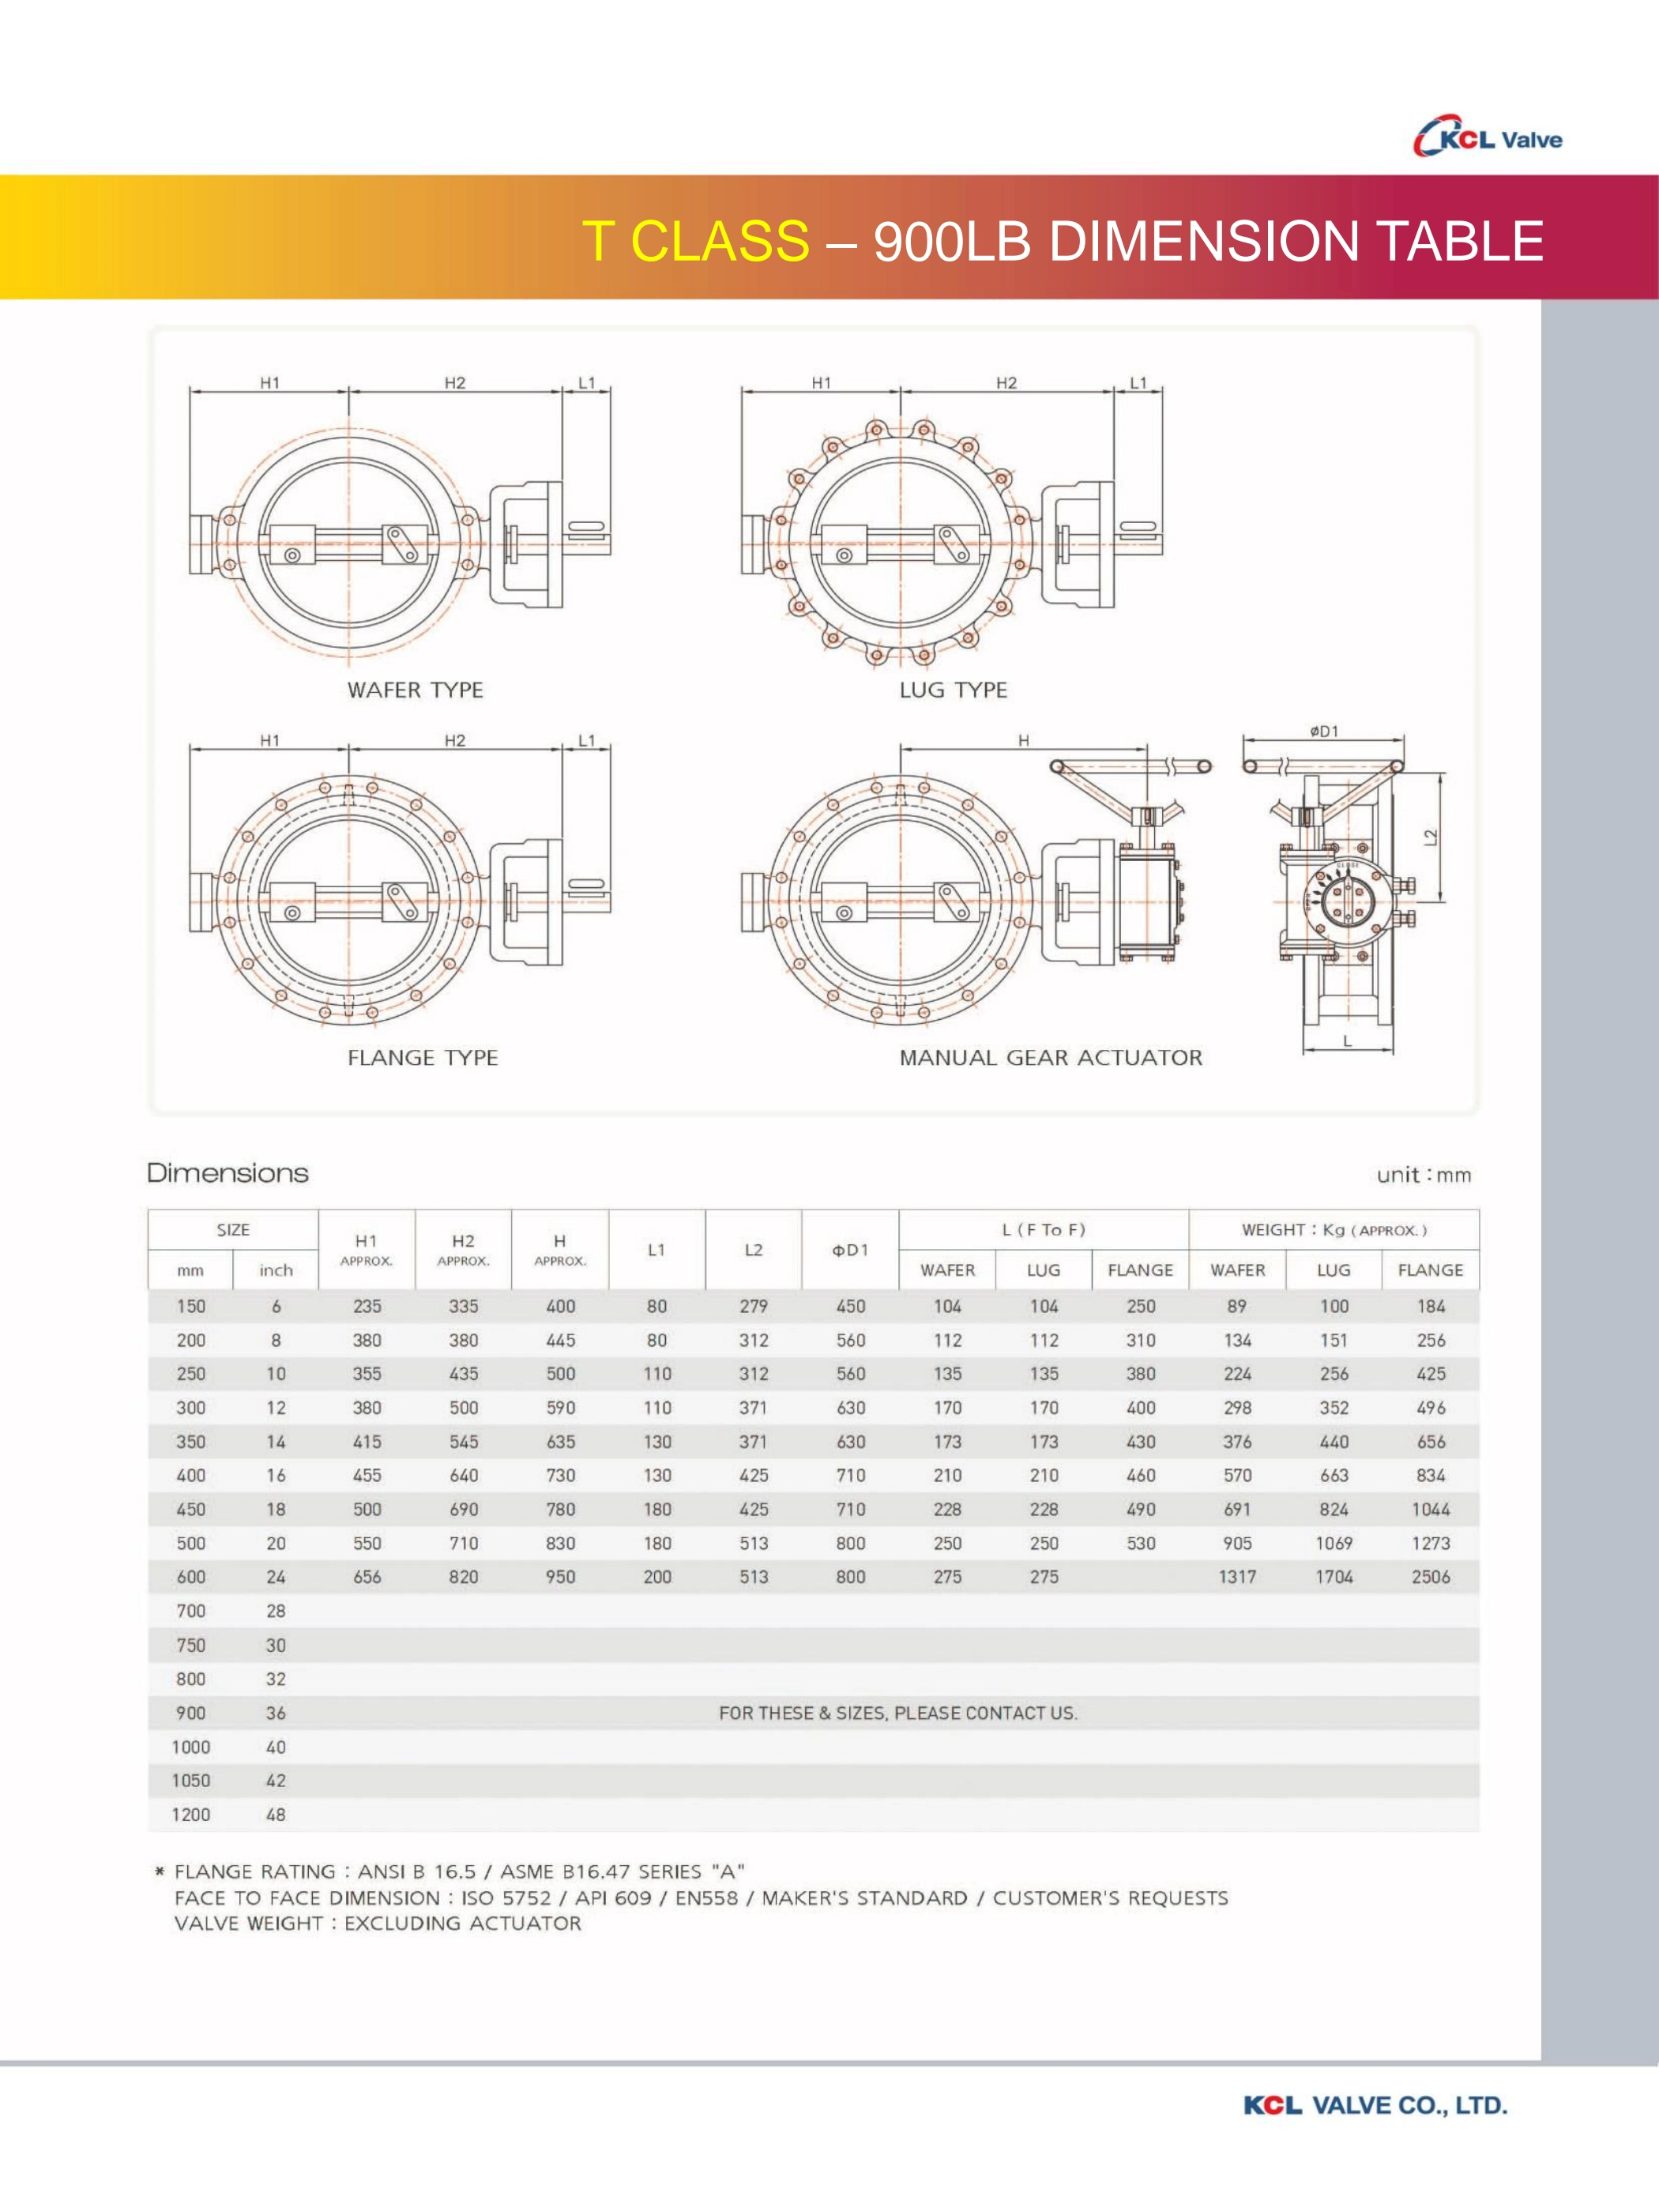 KCL Valve
T CLASS – 900LB DIMENSION TABLE
H1 H2 L1
H1 H2 L1
WAFER TYPE
LUG TYPE
H1 H2 L1
H
øD1
L2
CLOSE
L
FLANGE TYPE
MANUAL GEAR ACTUATOR
Dimensions
unit : mm
SIZE H1 APPROX. H2 APPROX. H APPROX. L1 L2 ΦD1 L ( F To F ) WEIGHT : Kg ( APPROX. )
mm inch WAFER LUG FLANGE WAFER LUG FLANGE
150 6 235 335 400 80 279 450 104 104 250 89 100 184
200 8 380 380 445 80 312 560 112 112 310 134 151 256
250 10 355 435 500 110 312 560 135 135 380 224 256 425
300 12 380 500 590 110 371 630 170 170 400 298 352 496
350 14 415 545 635 130 371 630 173 173 430 376 440 656
400 16 455 640 730 130 425 710 210 210 460 570 663 834
450 18 500 690 780 180 425 710 228 228 490 691 824 1044
500 20 550 710 830 180 513 800 250 250 530 905 1069 1273
600 24 656 820 950 200 513 800 275 275 1317 1704 2506
700 28
750 30
800 32
900 36 FOR THESE & SIZES, PLEASE CONTACT US.
1000 40
1050 42
1200 48
* FLANGE RATING : ANSI B 16.5 / ASME B16.47 SERIES "A"
FACE TO FACE DIMENSION : ISO 5752 / API 609 / EN558 / MAKER'S STANDARD / CUSTOMER'S REQUESTS
VALVE WEIGHT : EXCLUDING ACTUATOR
KCL VALVE CO., LTD.